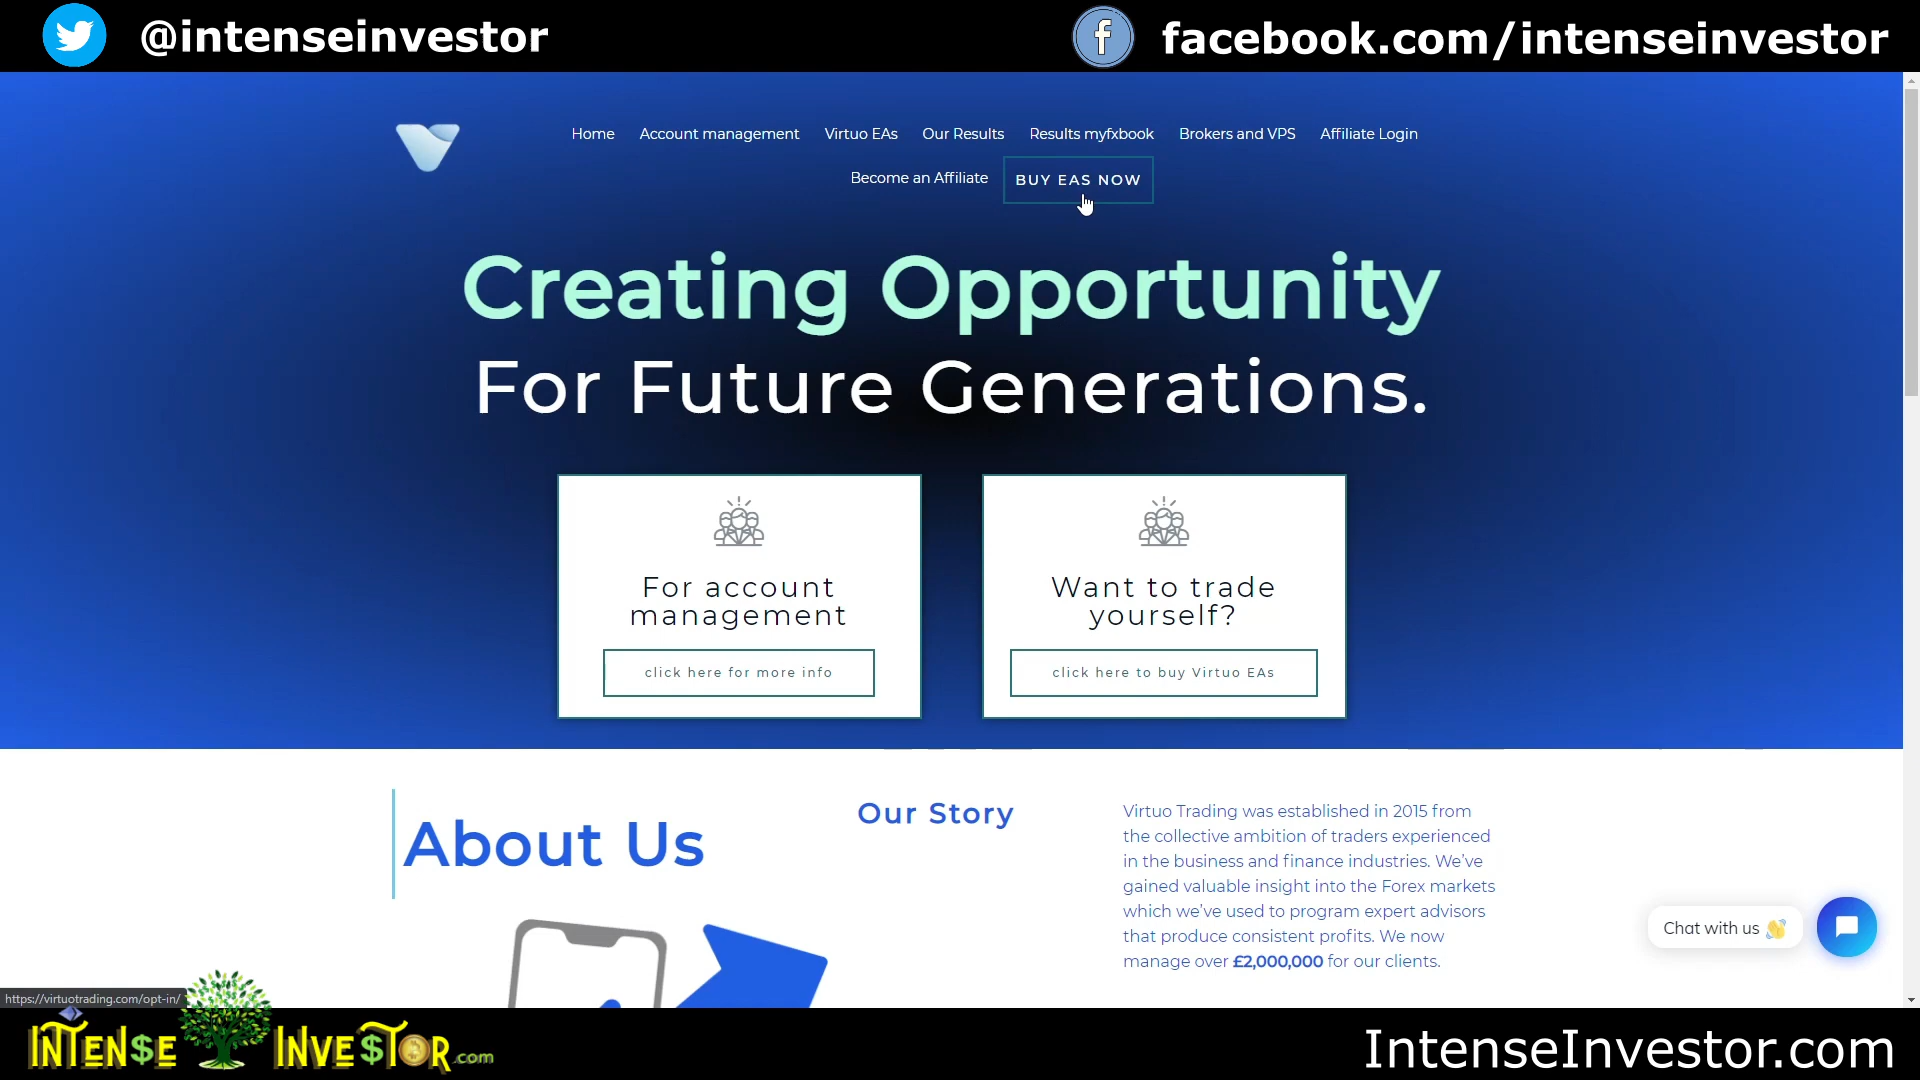 @intenseinvestor
facebook.com/intenseinvestor
Home Account management Virtuo EAs Our Results Results myfxbook Brokers and VPS Affiliate Login
Become an Affiliate BUY EAS NOW
Creating Opportunity
For Future Generations.
For account
management
click here for more info
Want to trade
yourself?
click here to buy Virtuo EAs
About Us
Our Story
Virtuo Trading was established in 2015 from
the collective ambition of traders experienced
in the business and finance industries. We've
gained valuable insight into the Forex markets
which we've used to program expert advisors
that produce consistent profits. We now
manage over £2,000,000 for our clients.
Chat with us 👋
https://virtuotrading.com/opt-in/
INTEN$E INVE$TOR.com
IntenseInvestor.com